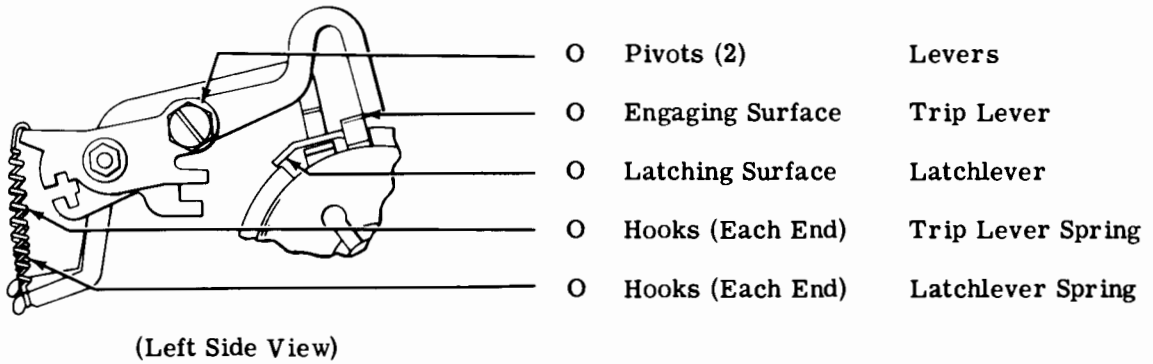 O Pivots (2) Levers
O Engaging Surface Trip Lever
O Latching Surface Latchlever
O Hooks (Each End) Trip Lever Spring
O Hooks (Each End) Latchlever Spring
(Left Side View)